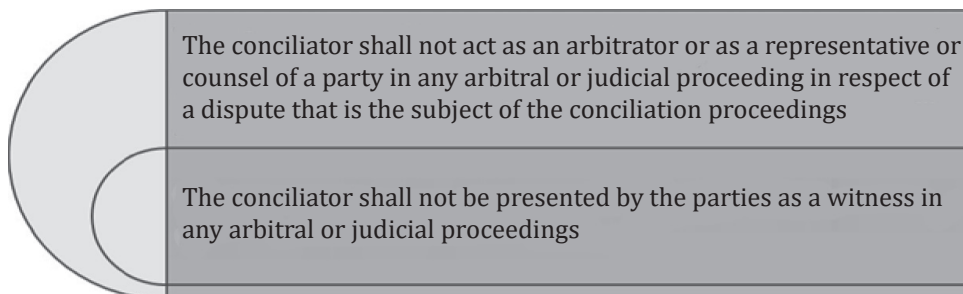 The conciliator shall not act as an arbitrator or as a representative or
counsel of a party in any arbitral or judicial proceeding in respect of
a dispute that is the subject of the conciliation proceedings
The conciliator shall not be presented by the parties as a witness in
any arbitral or judicial proceedings